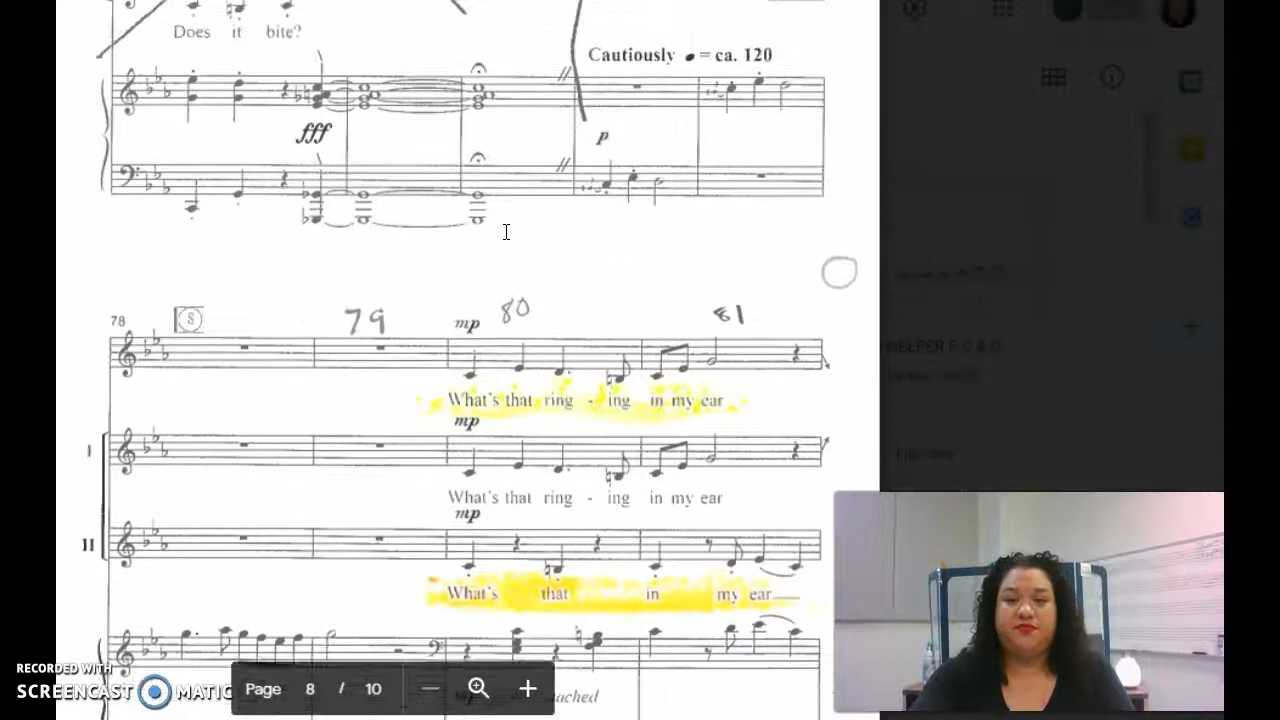 Does it bite?
Cautiously ♩ = ca. 120
fff
p
78 8 79 80 81
mp
What's that ring - ing in my ear
mp
I
What's that ring - ing in my ear
mp
II
What's that in my ear
RECORDED WITH
SCREENCAST MATIC
Page 8 / 10